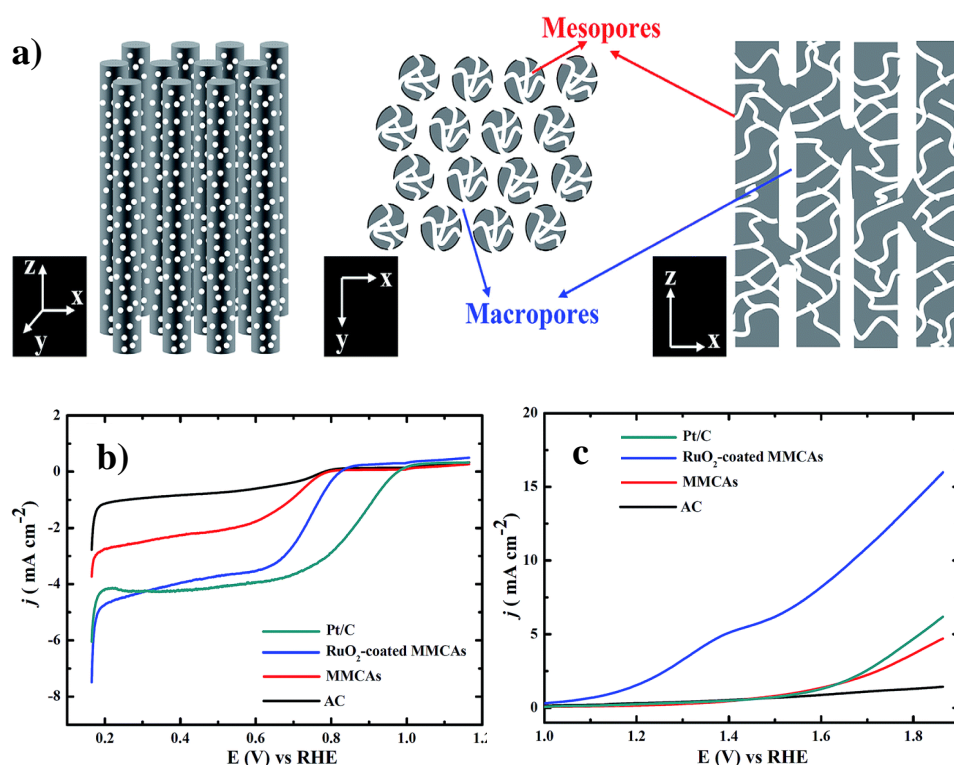 a)
Mesopores
Macropores
z
x
y
x
y
z
x
b)
2
0
-2
-4
-6
-8
j ( mA cm⁻²)
0.2 0.4 0.6 0.8 1.0 1.2
E (V) vs RHE
Pt/C
RuO₂-coated MMCAs
MMCAs
AC
c
20
15
10
5
0
j ( mA cm⁻²)
1.0 1.2 1.4 1.6 1.8
E (V) vs RHE
Pt/C
RuO₂-coated MMCAs
MMCAs
AC